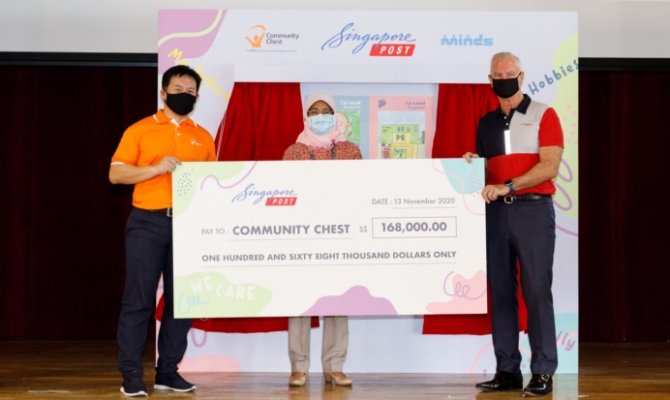 Community
Chest
Singapore
POST
minds
Hobbies
Singapore
POST
DATE : 13 November 2020
PAY TO : COMMUNITY CHEST S$ 168,000.00
ONE HUNDRED AND SIXTY EIGHT THOUSAND DOLLARS ONLY
WE
CARE